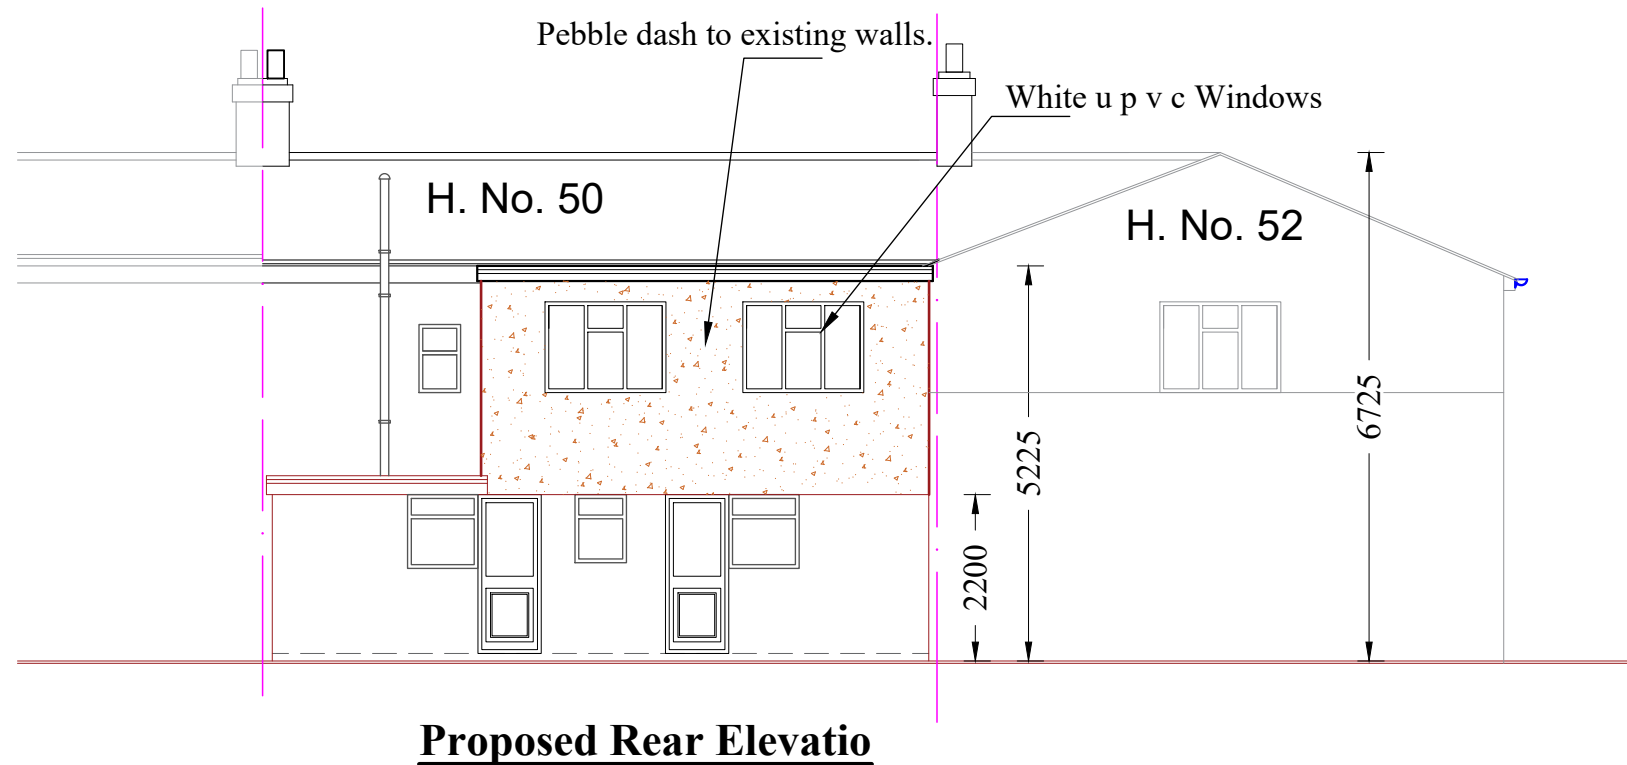 Pebble dash to existing walls.
White u p v c Windows
H. No. 50
H. No. 52
6725
5225
2200
Proposed Rear Elevatio